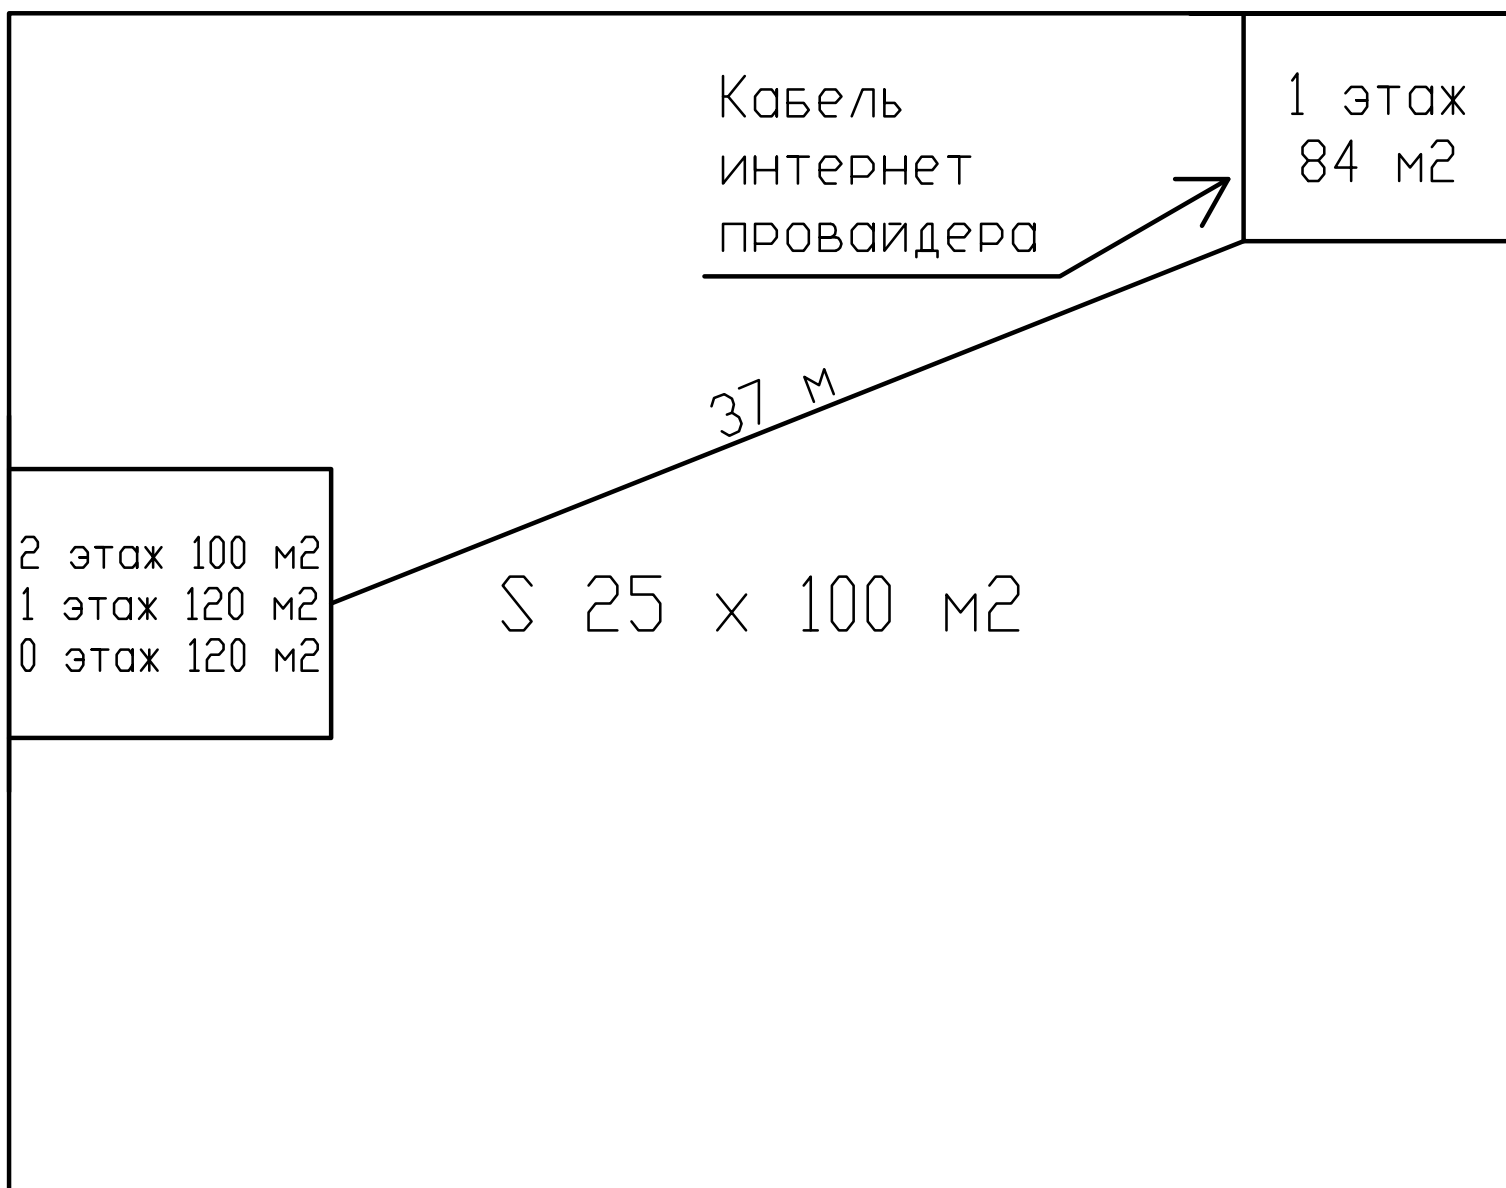 Кабель
интернет
провайдера
1 этаж
84 м2
37 м
2 этаж 100 м2
1 этаж 120 м2
0 этаж 120 м2
S 25 х 100 м2